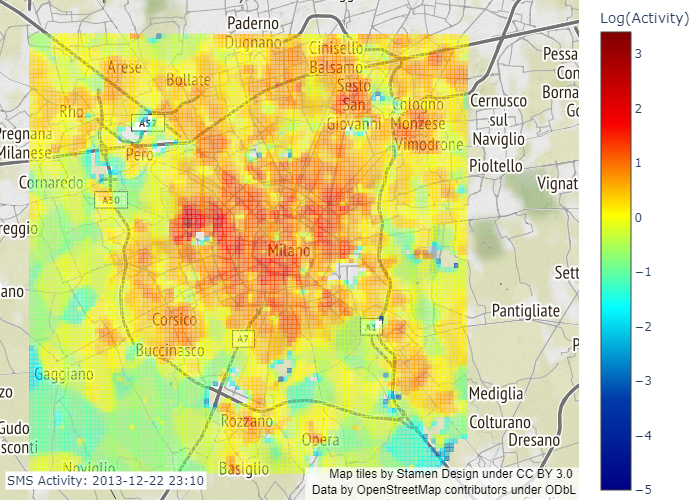 Log(Activity)
Paderno
Dugnano
Cinisello
Balsamo
Arese
Bollate
Sesto
San
Giovanni
Cologno
Monzese
Vimodrone
Cernusco
sul
Naviglio
Pessa
Con
Borna
Go
Rho
A52
Pregnana
Milanese
Pero
Pioltello
Cornaredo
A50
Vignat
reggio
Milano
Sett
ano
Pantigliate
Corsico
A1
A7
Buccinasco
P
Gaggiano
zo
Mediglia
Rozzano
Colturano
Gudo
sconti
Opera
Dresano
Noviglio
Basiglio
SMS Activity: 2013-12-22 23:10
Map tiles by Stamen Design under CC BY 3.0
Data by OpenStreetMap contributors under ODbL
3
2
1
0
−1
−2
−3
−4
−5